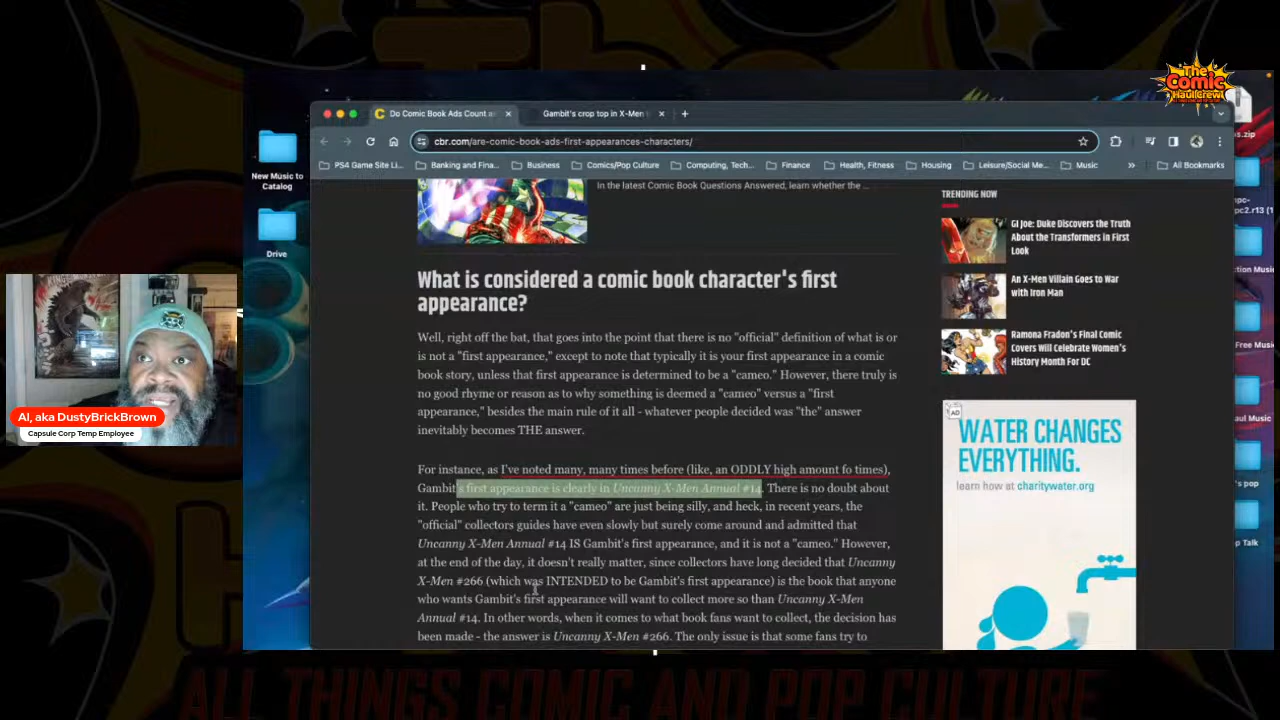 The
Comic
Haul Crew
Do Comic Book Ads Count a
Gambit's crop top in X-Men
cbr.com/are-comic-book-ads-first-appearances-characters/
PS4 Game Site Li...
Banking and Fina...
Business
Comics/Pop Culture
Computing, Tech...
Finance
Health, Fitness
Housing
Leisure/Social Me...
Music
»
All Bookmarks
New Music to
Catalog
Drive
s.zip
npc-
pc2.r13 (1
ction Music
Free Music
aul Music
s pop
p Talk
In the latest Comic Book Questions Answered, learn whether the ...
What is considered a comic book character's first
appearance?
Well, right off the bat, that goes into the point that there is no "official" definition of what is or
is not a "first appearance," except to note that typically it is your first appearance in a comic
book story, unless that first appearance is determined to be a "cameo." However, there truly is
no good rhyme or reason as to why something is deemed a "cameo" versus a "first
appearance," besides the main rule of it all - whatever people decided was "the" answer
inevitably becomes THE answer.
For instance, as I've noted many, many times before (like, an ODDLY high amount fo times),
Gambit's first appearance is clearly in Uncanny X-Men Annual #14. There is no doubt about
it. People who try to term it a "cameo" are just being silly, and heck, in recent years, the
"official" collectors guides have even slowly but surely come around and admitted that
Uncanny X-Men Annual #14 IS Gambit's first appearance, and it is not a "cameo." However,
at the end of the day, it doesn't really matter, since collectors have long decided that Uncanny
X-Men #266 (which was INTENDED to be Gambit's first appearance) is the book that anyone
who wants Gambit's first appearance will want to collect more so than Uncanny X-Men
Annual #14. In other words, when it comes to what book fans want to collect, the decision has
been made - the answer is Uncanny X-Men #266. The only issue is that some fans try to
TRENDING NOW
GI Joe: Duke Discovers the Truth
About the Transformers in First
Look
An X-Men Villain Goes to War
with Iron Man
Ramona Fradon's Final Comic
Covers Will Celebrate Women's
History Month For DC
AD
WATER CHANGES
EVERYTHING.
learn how at charitywater.org
Al, aka DustyBrickBrown
Capsule Corp Temp Employee
ALL THINGS COMIC AND POP CULTURE